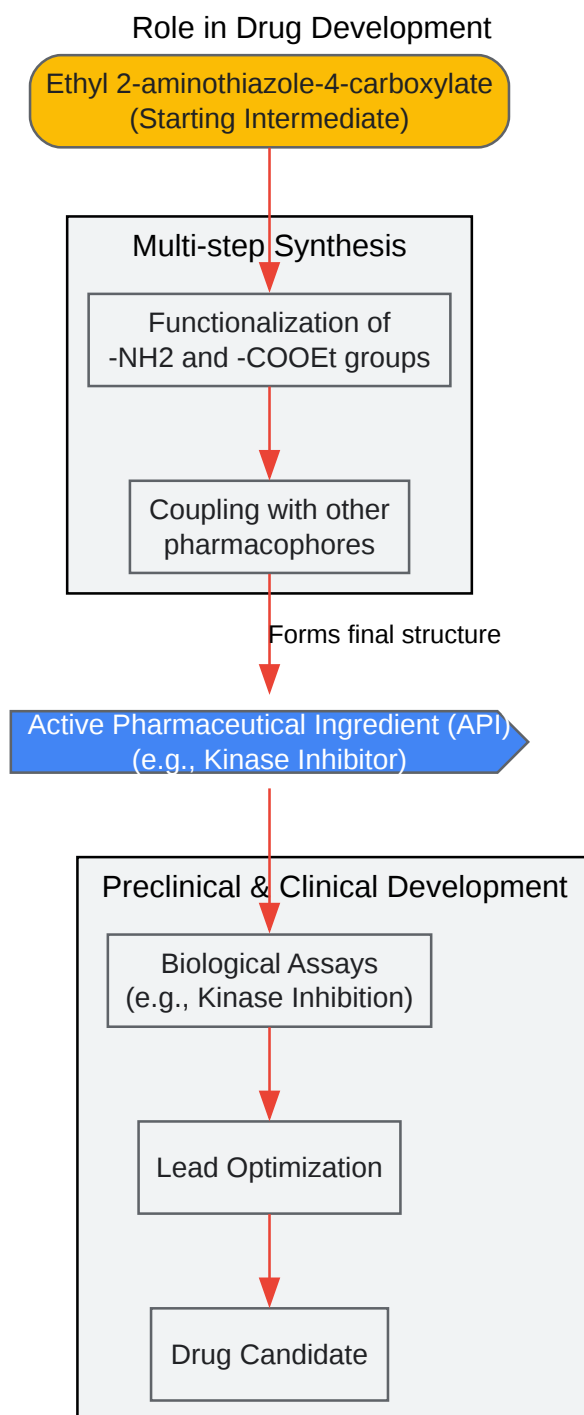 Role in Drug Development
Ethyl 2-aminothiazole-4-carboxylate
(Starting Intermediate)
Multi-step Synthesis
Functionalization of
-NH2 and -COOEt groups
Coupling with other
pharmacophores
Forms final structure
Active Pharmaceutical Ingredient (API)
(e.g., Kinase Inhibitor)
Preclinical & Clinical Development
Biological Assays
(e.g., Kinase Inhibition)
Lead Optimization
Drug Candidate